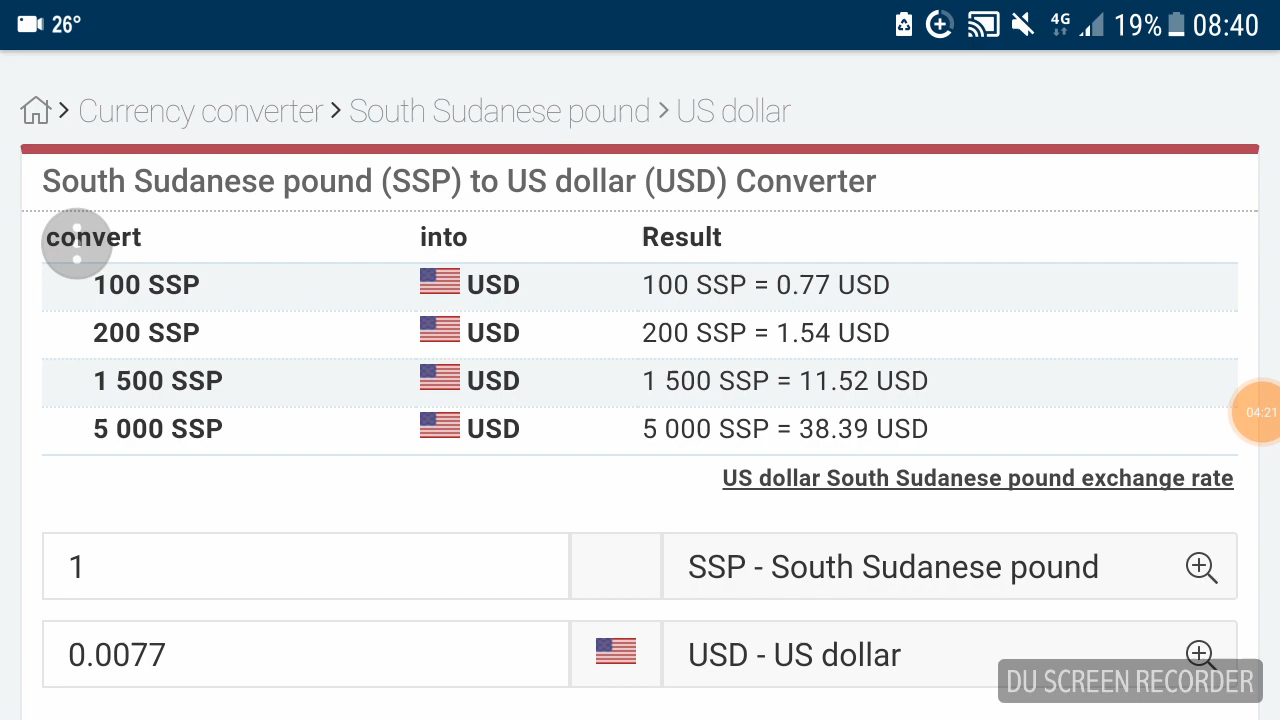 26° 4G 19% 08:40
Currency converter South Sudanese pound US dollar
South Sudanese pound (SSP) to US dollar (USD) Converter
convert into Result
100 SSP USD 100 SSP = 0.77 USD
200 SSP USD 200 SSP = 1.54 USD
1 500 SSP USD 1 500 SSP = 11.52 USD
04:21
5 000 SSP USD 5 000 SSP = 38.39 USD
US dollar South Sudanese pound exchange rate
1 SSP - South Sudanese pound
0.0077 USD - US dollar
DU SCREEN RECORDER